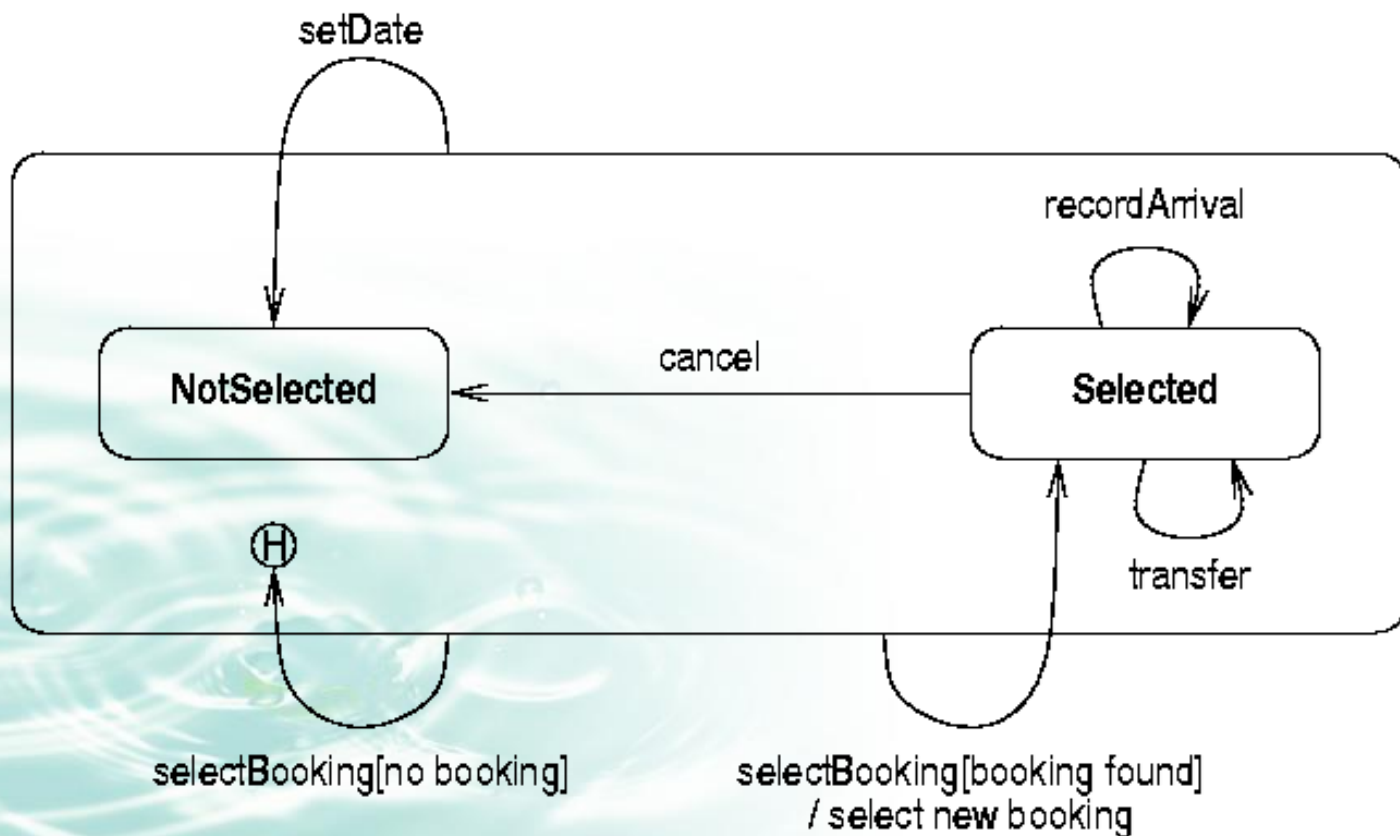 setDate
recordArrival
NotSelected
cancel
Selected
H
transfer
selectBooking[no booking]
selectBooking[booking found]
/ select new booking